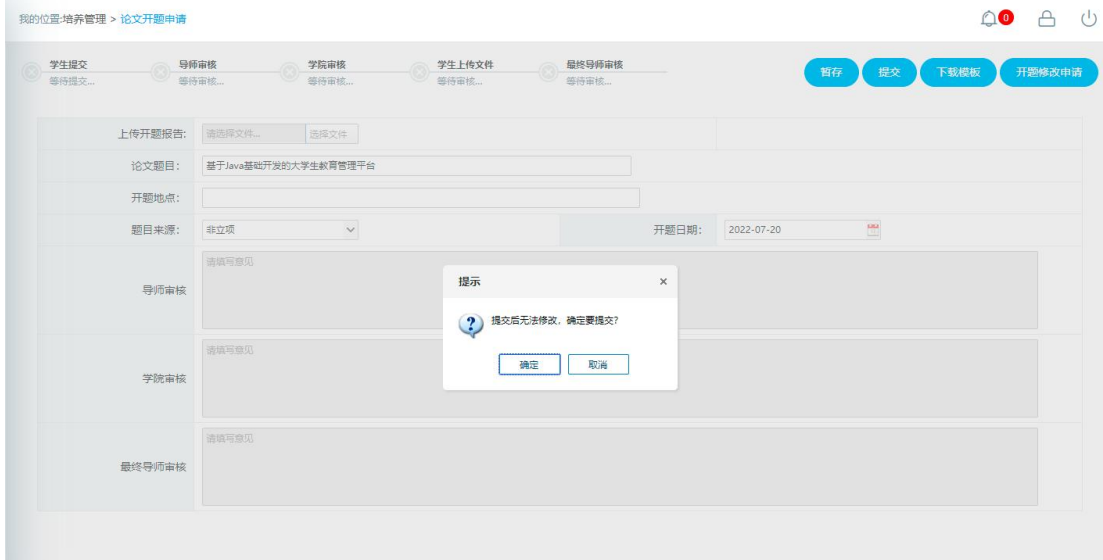 我的位置:培养管理 > 论文开题申请
0
学生提交
等待提交...
导师审核
等待审核...
学院审核
等待审核...
学生上传文件
等待审核...
最终导师审核
等待审核...
暂存
提交
下载模板
开题修改申请
上传开题报告:
请选择文件...
选择文件
论文题目:
基于Java基础开发的大学生教育管理平台
开题地点:
题目来源:
非立项
开题日期:
2022-07-20
导师审核
请填写意见
提示
×
提交后无法修改，确定要提交?
确定
取消
学院审核
请填写意见
最终导师审核
请填写意见